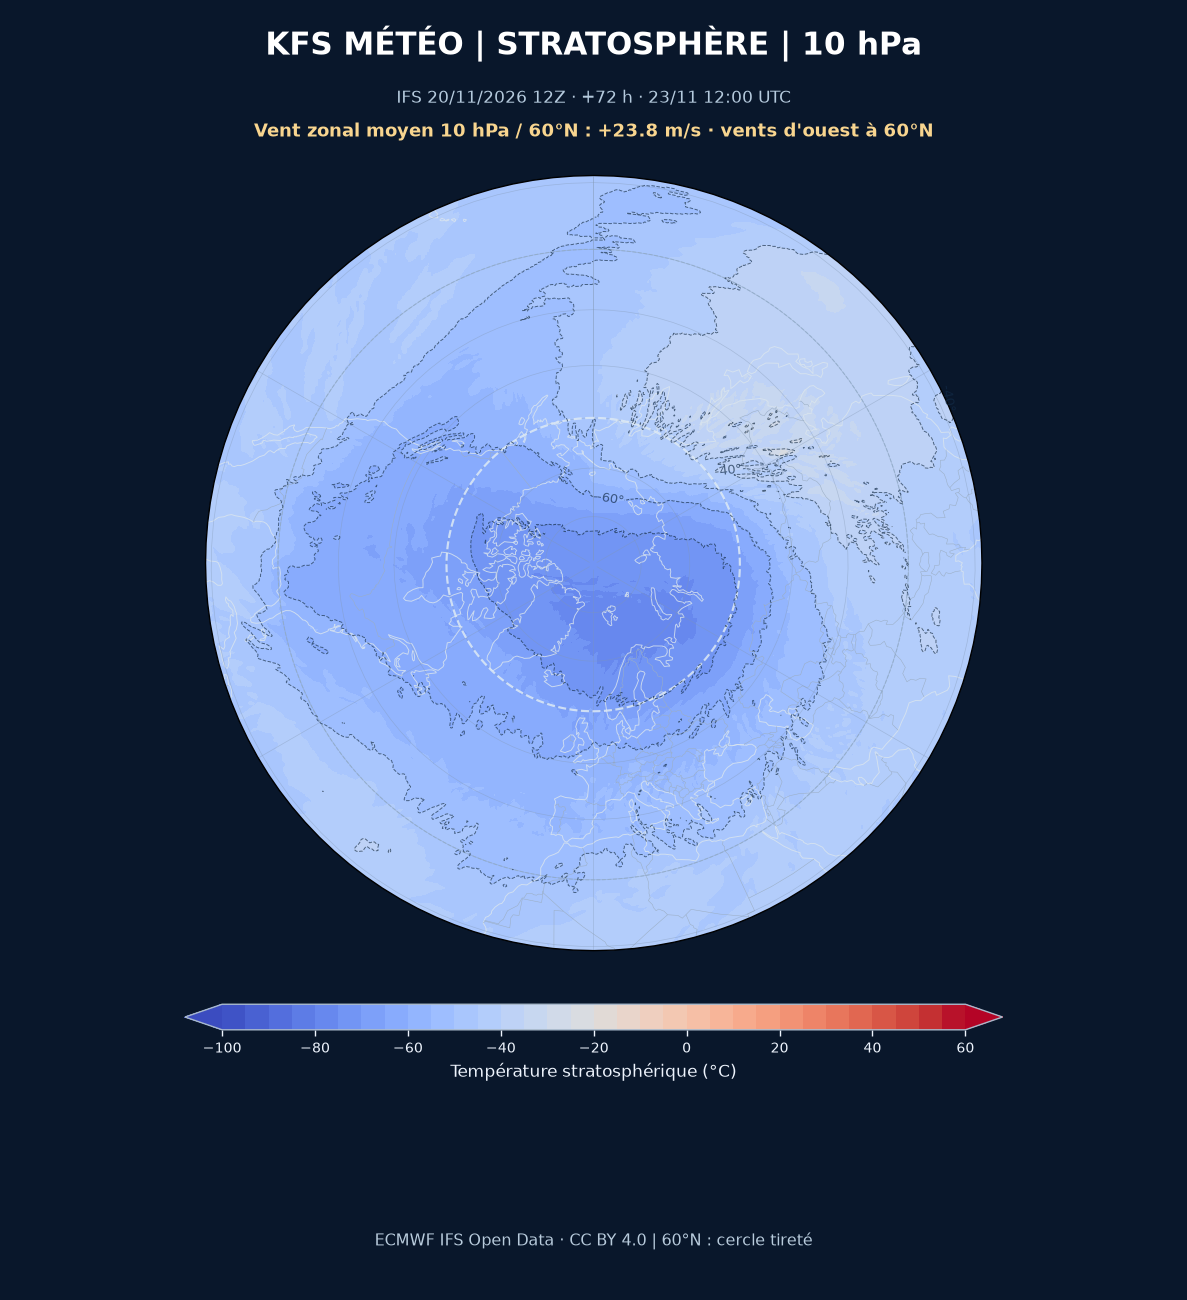 KFS MÉTÉO | STRATOSPHÈRE | 10 hPa
IFS 20/11/2026 12Z · +72 h · 23/11 12:00 UTC
Vent zonal moyen 10 hPa / 60°N : +23.8 m/s · vents d'ouest à 60°N
-40°
60°
−100 −80 −60 −40 −20 0 20 40 60
Température stratosphérique (°C)
ECMWF IFS Open Data · CC BY 4.0 | 60°N : cercle tireté